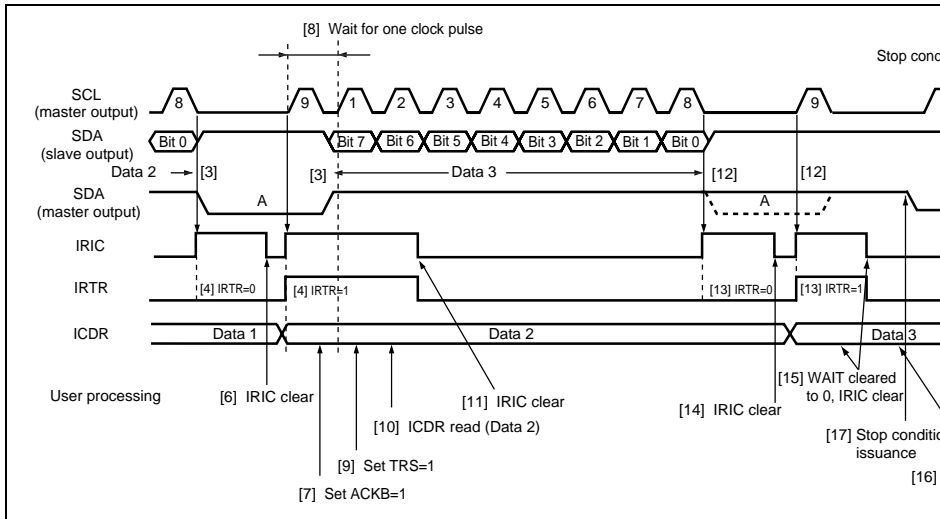 [8] Wait for one clock pulse
Stop cond
SCL
(master output)
8
9
1
2
3
4
5
6
7
8
9
SDA
(slave output)
Bit 0
Bit 7
Bit 6
Bit 5
Bit 4
Bit 3
Bit 2
Bit 1
Bit 0
Data 2
[3]
[3]
Data 3
[12]
[12]
SDA
(master output)
A
A
IRIC
IRTR
[4] IRTR=0
[4] IRTR=1
[13] IRTR=0
[13] IRTR=1
ICDR
Data 1
Data 2
Data 3
User processing
[6] IRIC clear
[11] IRIC clear
[10] ICDR read (Data 2)
[9] Set TRS=1
[7] Set ACKB=1
[14] IRIC clear
[15] WAIT cleared
to 0, IRIC clear
[17] Stop conditio
issuance
[16]